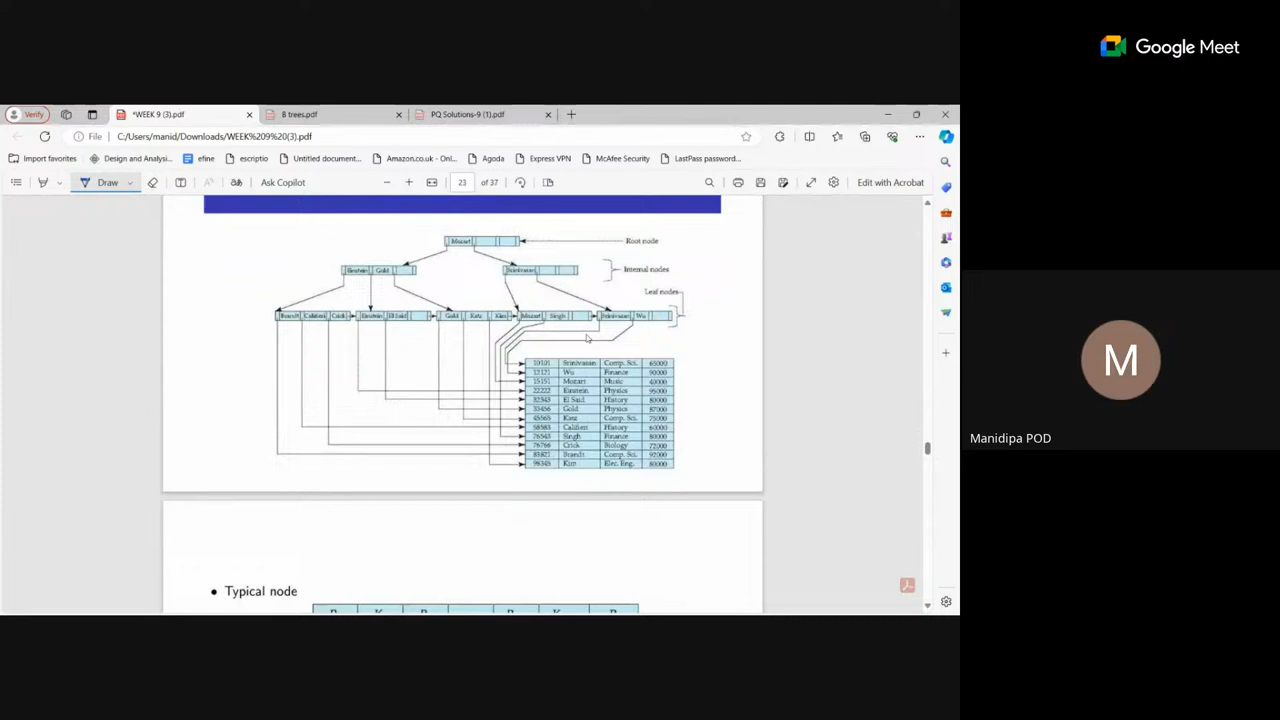 Google Meet
Verify
*WEEK 9 (3).pdf
B trees.pdf
PQ Solutions-9 (1).pdf
File
C:/Users/manid/Downloads/WEEK%209%20(3).pdf
Import favorites
Design and Analysi...
efine
escriptio
Untitled document...
Amazon.co.uk - Onl...
Agoda
Express VPN
McAfee Security
LastPass password...
Draw
Ask Copilot
23 of 37
Edit with Acrobat
Mozart
Root node
Einstein Gold
Srinivasan
Internal nodes
Leaf nodes
Brandt Califieri Crick
Einstein El Said
Gold Katz Kim
Mozart Singh
Srinivasan Wu
10101 Srinivasan Comp. Sci. 65000
12121 Wu Finance 90000
15151 Mozart Music 40000
22222 Einstein Physics 95000
32343 El Said History 80000
33456 Gold Physics 87000
45565 Katz Comp. Sci. 75000
58583 Califieri History 60000
76543 Singh Finance 80000
76766 Crick Biology 72000
83821 Brandt Comp. Sci. 92000
98345 Kim Elec. Eng. 80000
• Typical node
M
Manidipa POD